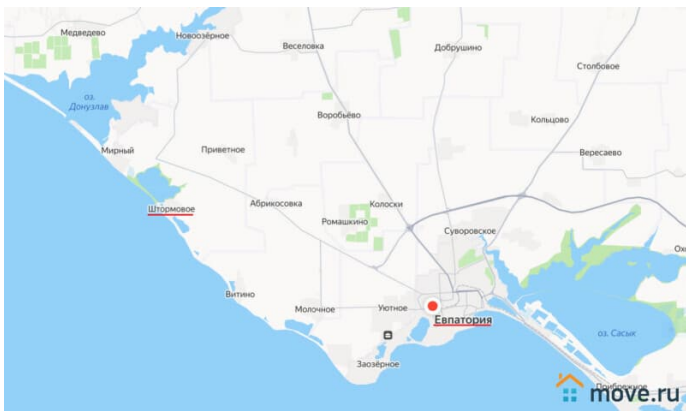 Медведево
Новоозёрное
Веселовка
Добрушино
Столбовое
оз.
Донузлав
Воробьёво
Кольцово
Мирный
Приветное
Вересаево
Штормовое
Абрикосовка
Колоски
Ромашкино
Суворовское
Витино
Молочное
Уютное
Евпатория
оз. Сасык
Заозёрное
Прибрежное
move.ru